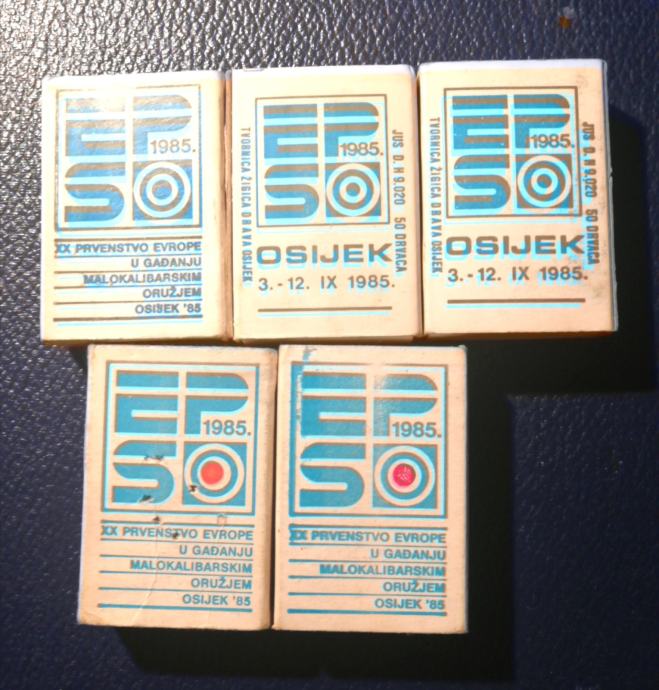 EP
1985.
SO
XX PRVENSTVO EVROPE
U GAĐANJU
MALOKALIBARSKIM
ORUŽJEM
OSIJEK '85
TVORNICA ŽIGICA DRAVA OSIJEK
EP
1985.
SO
JUS D. H9.020 50 DRVACA
OSIJEK
3.-12. IX 1985.
TVORNICA ŽIGICA DRAVA OSIJEK
EP
1985.
SO
JUS D. H9.020 50 DRVACA
OSIJEK
3.-12. IX 1985.
EP
1985.
SO
XX PRVENSTVO EVROPE
U GAĐANJU
MALOKALIBARSKIM
ORUŽJEM
OSIJEK '85
EP
1985.
SO
XX PRVENSTVO EVROPE
U GAĐANJU
MALOKALIBARSKIM
ORUŽJEM
OSIJEK '85